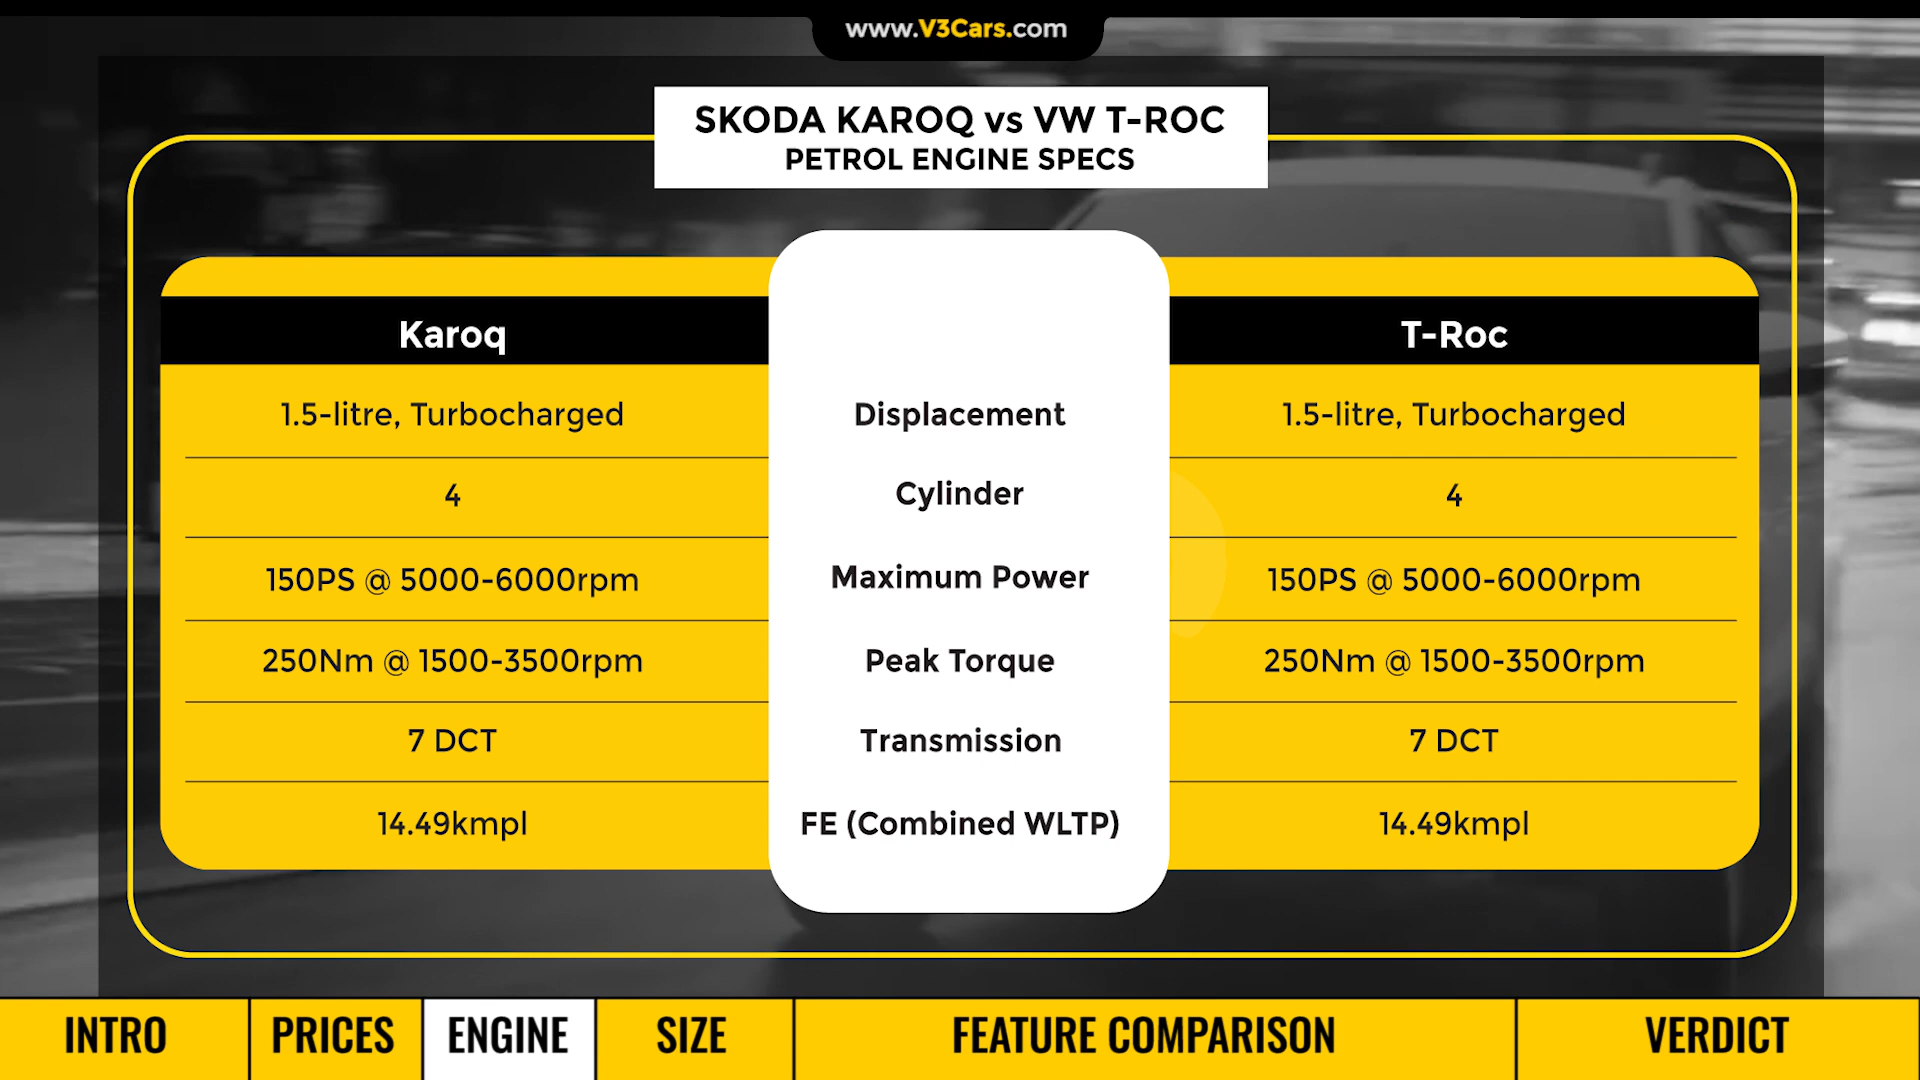 www.V3Cars.com
SKODA KAROQ vs VW T-ROC
PETROL ENGINE SPECS
Karoq
T-Roc
1.5-litre, Turbocharged
Displacement
1.5-litre, Turbocharged
4
Cylinder
4
150PS @ 5000-6000rpm
Maximum Power
150PS @ 5000-6000rpm
250Nm @ 1500-3500rpm
Peak Torque
250Nm @ 1500-3500rpm
7 DCT
Transmission
7 DCT
14.49kmpl
FE (Combined WLTP)
14.49kmpl
INTRO
PRICES
ENGINE
SIZE
FEATURE COMPARISON
VERDICT